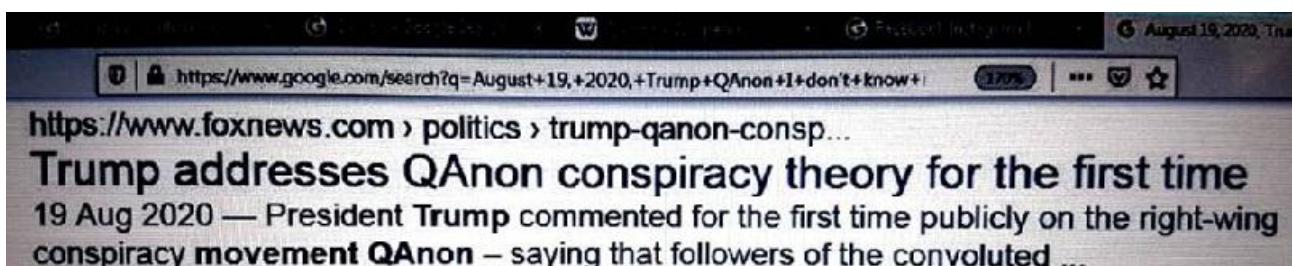 August 19, 2020, Tru
https://www.google.com/search?q=August+19,+2020,+Trump+QAnon+I+don't+know+
170%
https://www.foxnews.com › politics › trump-qanon-consp...
Trump addresses QAnon conspiracy theory for the first time
19 Aug 2020 — President Trump commented for the first time publicly on the right-wing
conspiracy movement QAnon – saying that followers of the convoluted ...